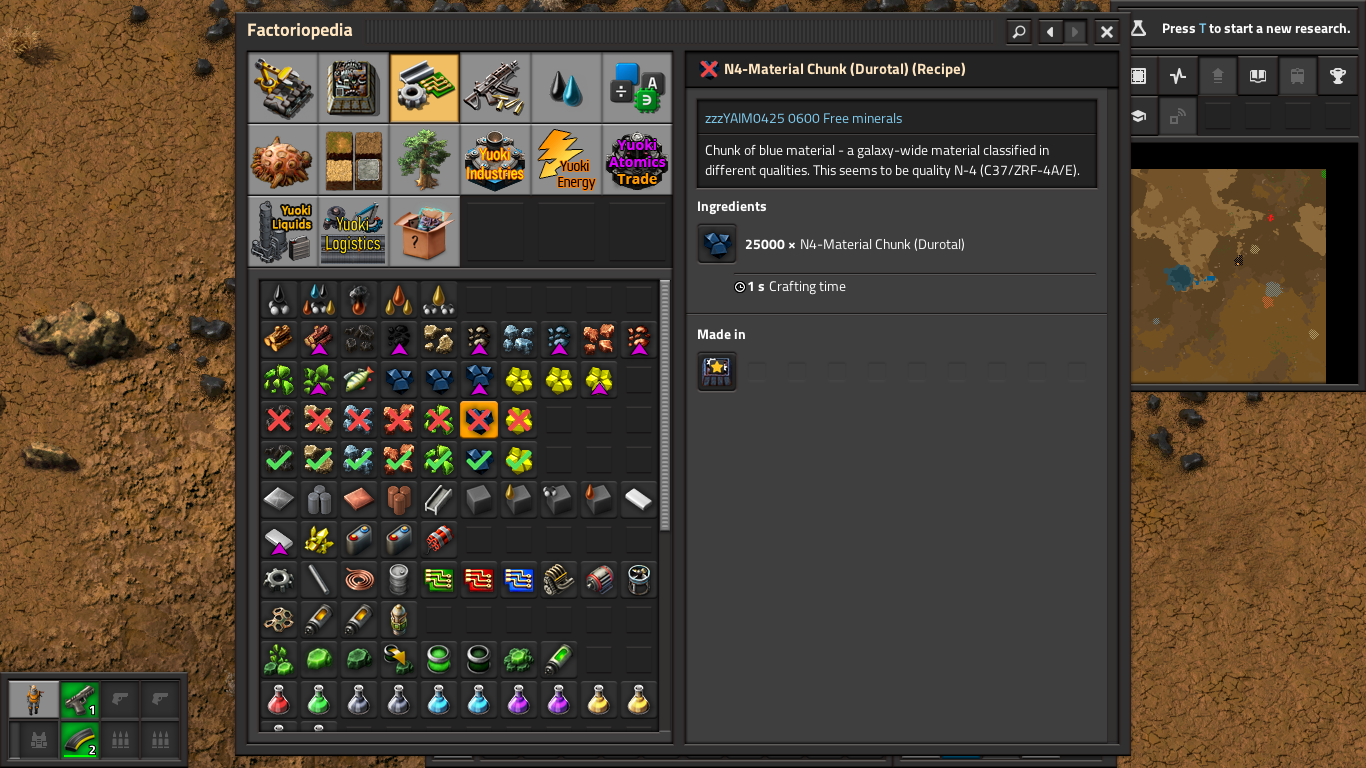 Factoriopedia
Press T to start a new research.
N4-Material Chunk (Durotal) (Recipe)
A
zzzYAIM0425 0600 Free minerals
Chunk of blue material - a galaxy-wide material classified in
different qualities. This seems to be quality N-4 (C37/ZRF-4A/E).
Yuoki
Industries
Yuoki
Energy
Yuoki
Atomics
Trade
Ingredients
Yuoki
Liquids
Yuoki
Logistics
?
25000 × N4-Material Chunk (Durotal)
1 s Crafting time
Made in
1
2